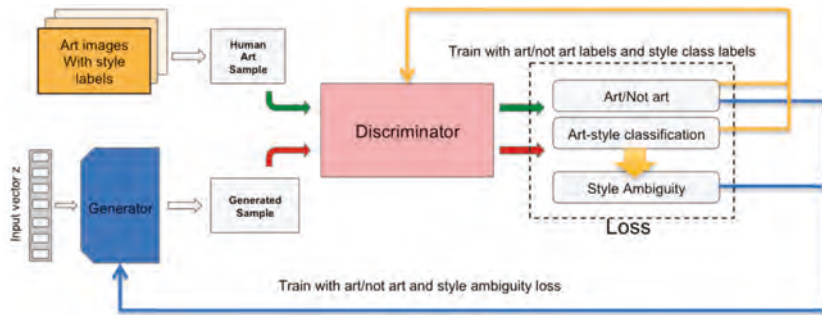 Art images
With style
labels
Human
Art
Sample
Train with art/not art labels and style class labels
Discriminator
Art/Not art
Art-style classification
Style Ambiguity
Loss
Input vector z
Generator
Generated
Sample
Train with art/not art and style ambiguity loss